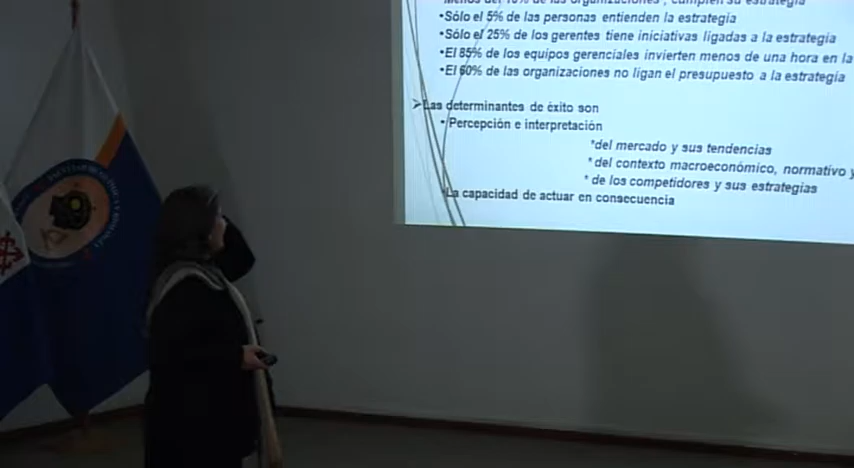 Menos del 10% de las organizaciones , cumplen su estrategia
•Sólo el 5% de las personas entienden la estrategia
•Sólo el 25% de los gerentes tiene iniciativas ligadas a la estrategia,
•El 85% de los equipos gerenciales invierten menos de una hora en la
•El 60% de las organizaciones no ligan el presupuesto a la estrategia
➢Las determinantes de éxito son
• Percepción e interpretación
*del mercado y sus tendencias
* del contexto macroeconómico, normativo y
* de los competidores y sus estrategias
•La capacidad de actuar en consecuencia